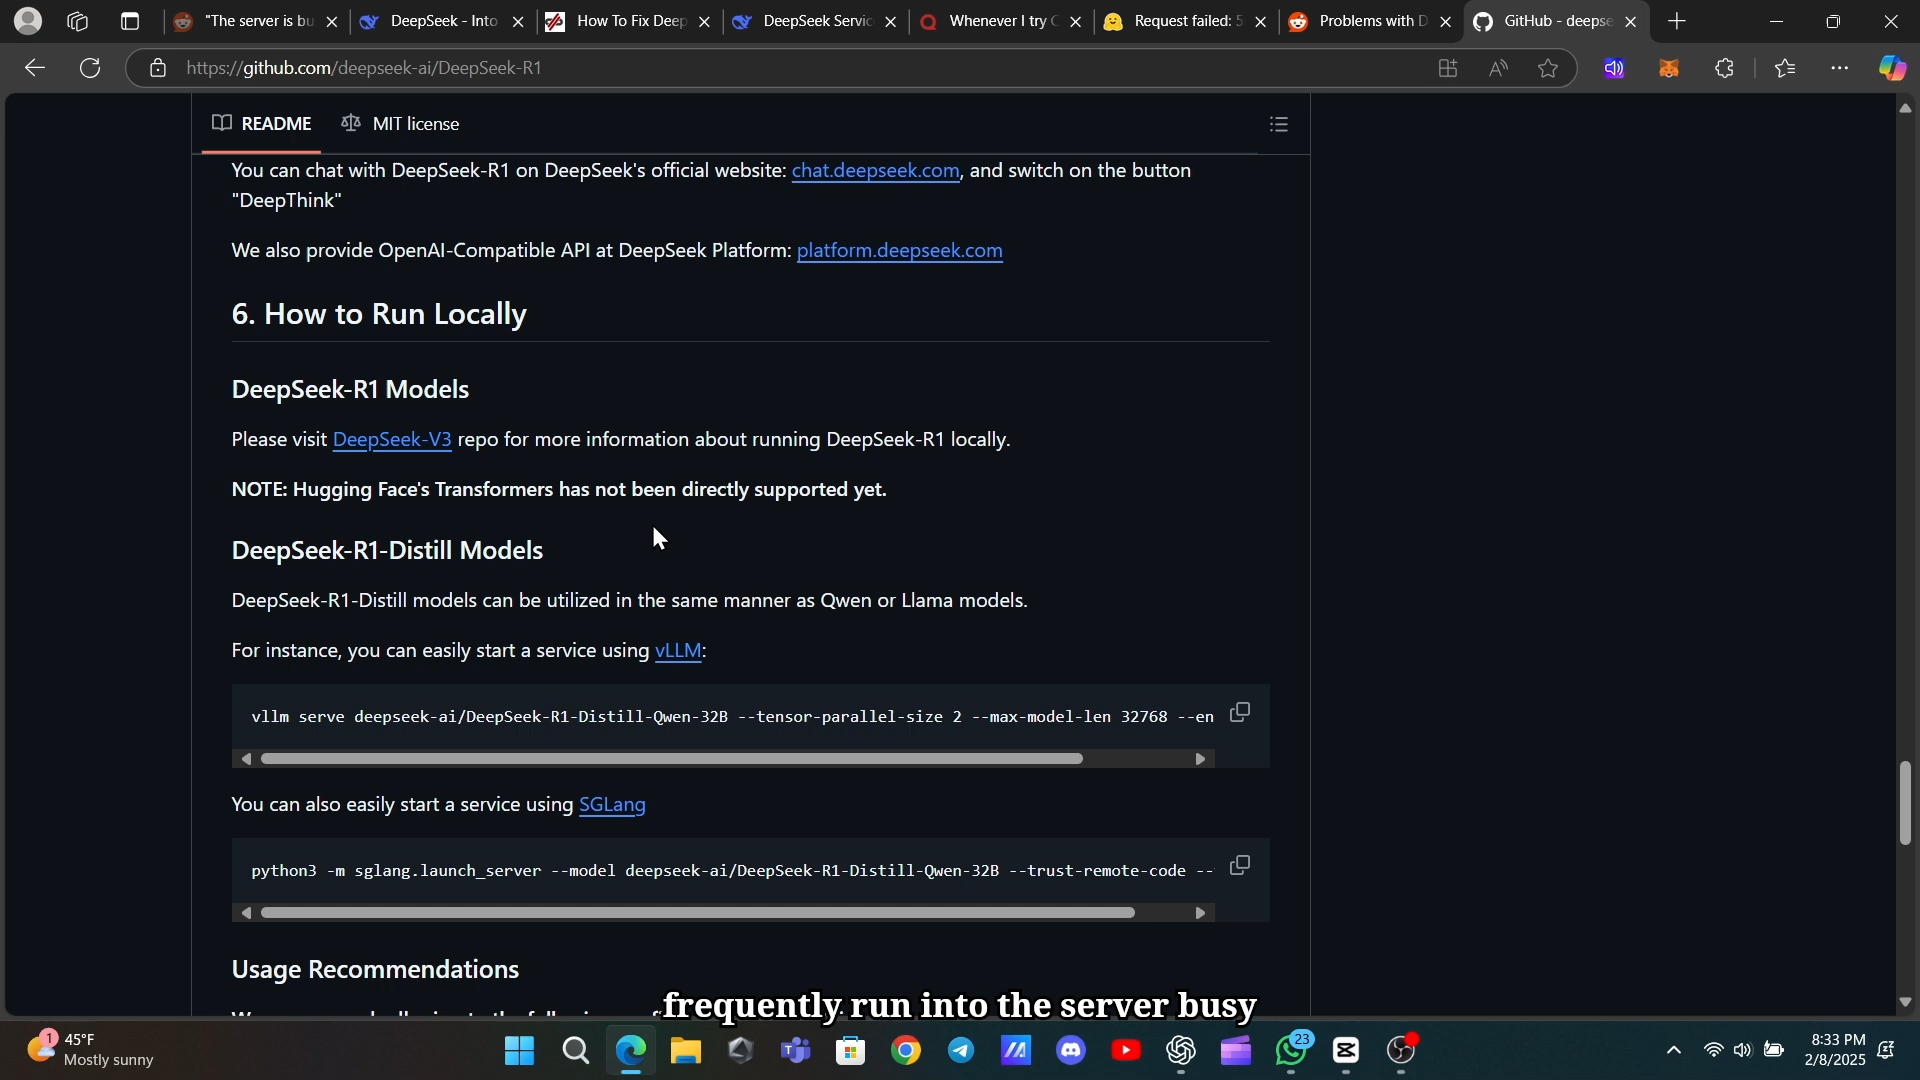 "The server is bu
DeepSeek - Into
How To Fix Deep
DeepSeek Servic
Whenever I try C
Request failed: 5
Problems with D
GitHub - deepse
https://github.com/deepseek-ai/DeepSeek-R1
README
MIT license
You can chat with DeepSeek-R1 on DeepSeek's official website: chat.deepseek.com, and switch on the button
"DeepThink"
We also provide OpenAI-Compatible API at DeepSeek Platform: platform.deepseek.com
6. How to Run Locally
DeepSeek-R1 Models
Please visit DeepSeek-V3 repo for more information about running DeepSeek-R1 locally.
NOTE: Hugging Face's Transformers has not been directly supported yet.
DeepSeek-R1-Distill Models
DeepSeek-R1-Distill models can be utilized in the same manner as Qwen or Llama models.
For instance, you can easily start a service using vLLM:
vllm serve deepseek-ai/DeepSeek-R1-Distill-Qwen-32B --tensor-parallel-size 2 --max-model-len 32768 --en
You can also easily start a service using SGLang
python3 -m sglang.launch_server --model deepseek-ai/DeepSeek-R1-Distill-Qwen-32B --trust-remote-code --
Usage Recommendations
frequently run into the server busy
1
45°F
Mostly sunny
23
8:33 PM
2/8/2025